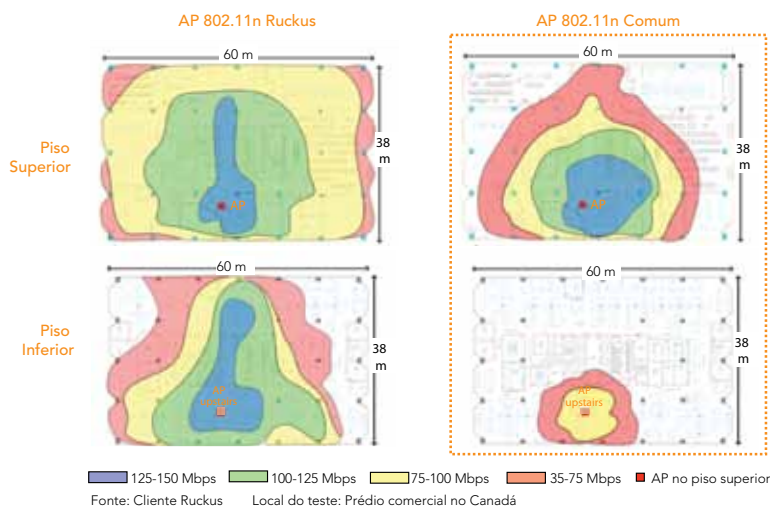 AP 802.11n Ruckus
AP 802.11n Comum
60 m
60 m
Piso
Superior
38
m
38
m
AP
AP
60 m
60 m
Piso
Inferior
38
m
38
m
AP
upstairs
AP
upstairs
125-150 Mbps
100-125 Mbps
75-100 Mbps
35-75 Mbps
AP no piso superior
Fonte: Cliente Ruckus
Local do teste: Prédio comercial no Canadá